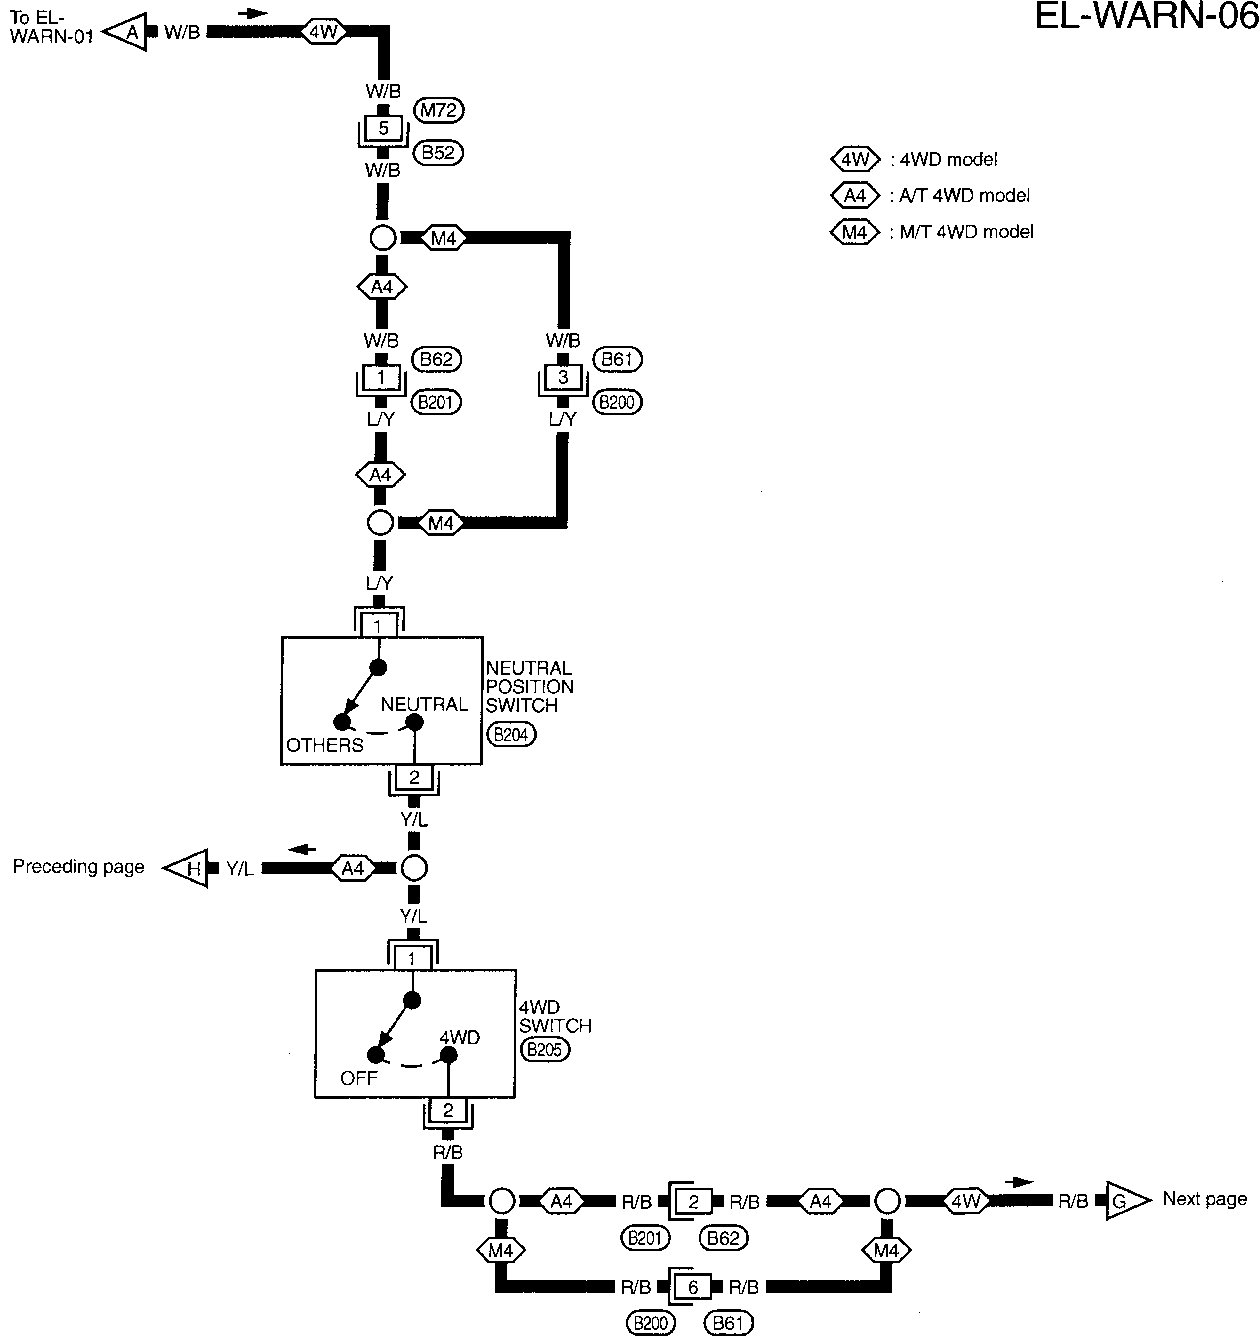 EL-WARN-06
To EL-
WARN-01
A
W/B
4W
W/B
M72
5
B52
W/B
4W : 4WD model
A4 : A/T 4WD model
M4 : M/T 4WD model
M4
A4
W/B
W/B
B62
B61
1
3
B201
B200
L/Y
L/Y
A4
M4
L/Y
1
NEUTRAL
POSITION
SWITCH
B204
NEUTRAL
OTHERS
2
Y/L
Preceding page
H
Y/L
A4
Y/L
1
4WD
SWITCH
B205
4WD
OFF
2
R/B
A4
R/B
2
R/B
A4
4W
R/B
G
Next page
B201
B62
M4
M4
R/B
6
R/B
B200
B61